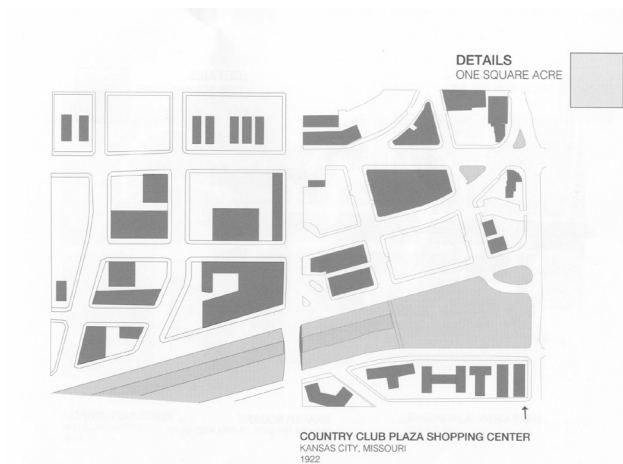 DETAILS
ONE SQUARE ACRE
COUNTRY CLUB PLAZA SHOPPING CENTER
KANSAS CITY, MISSOURI
1922